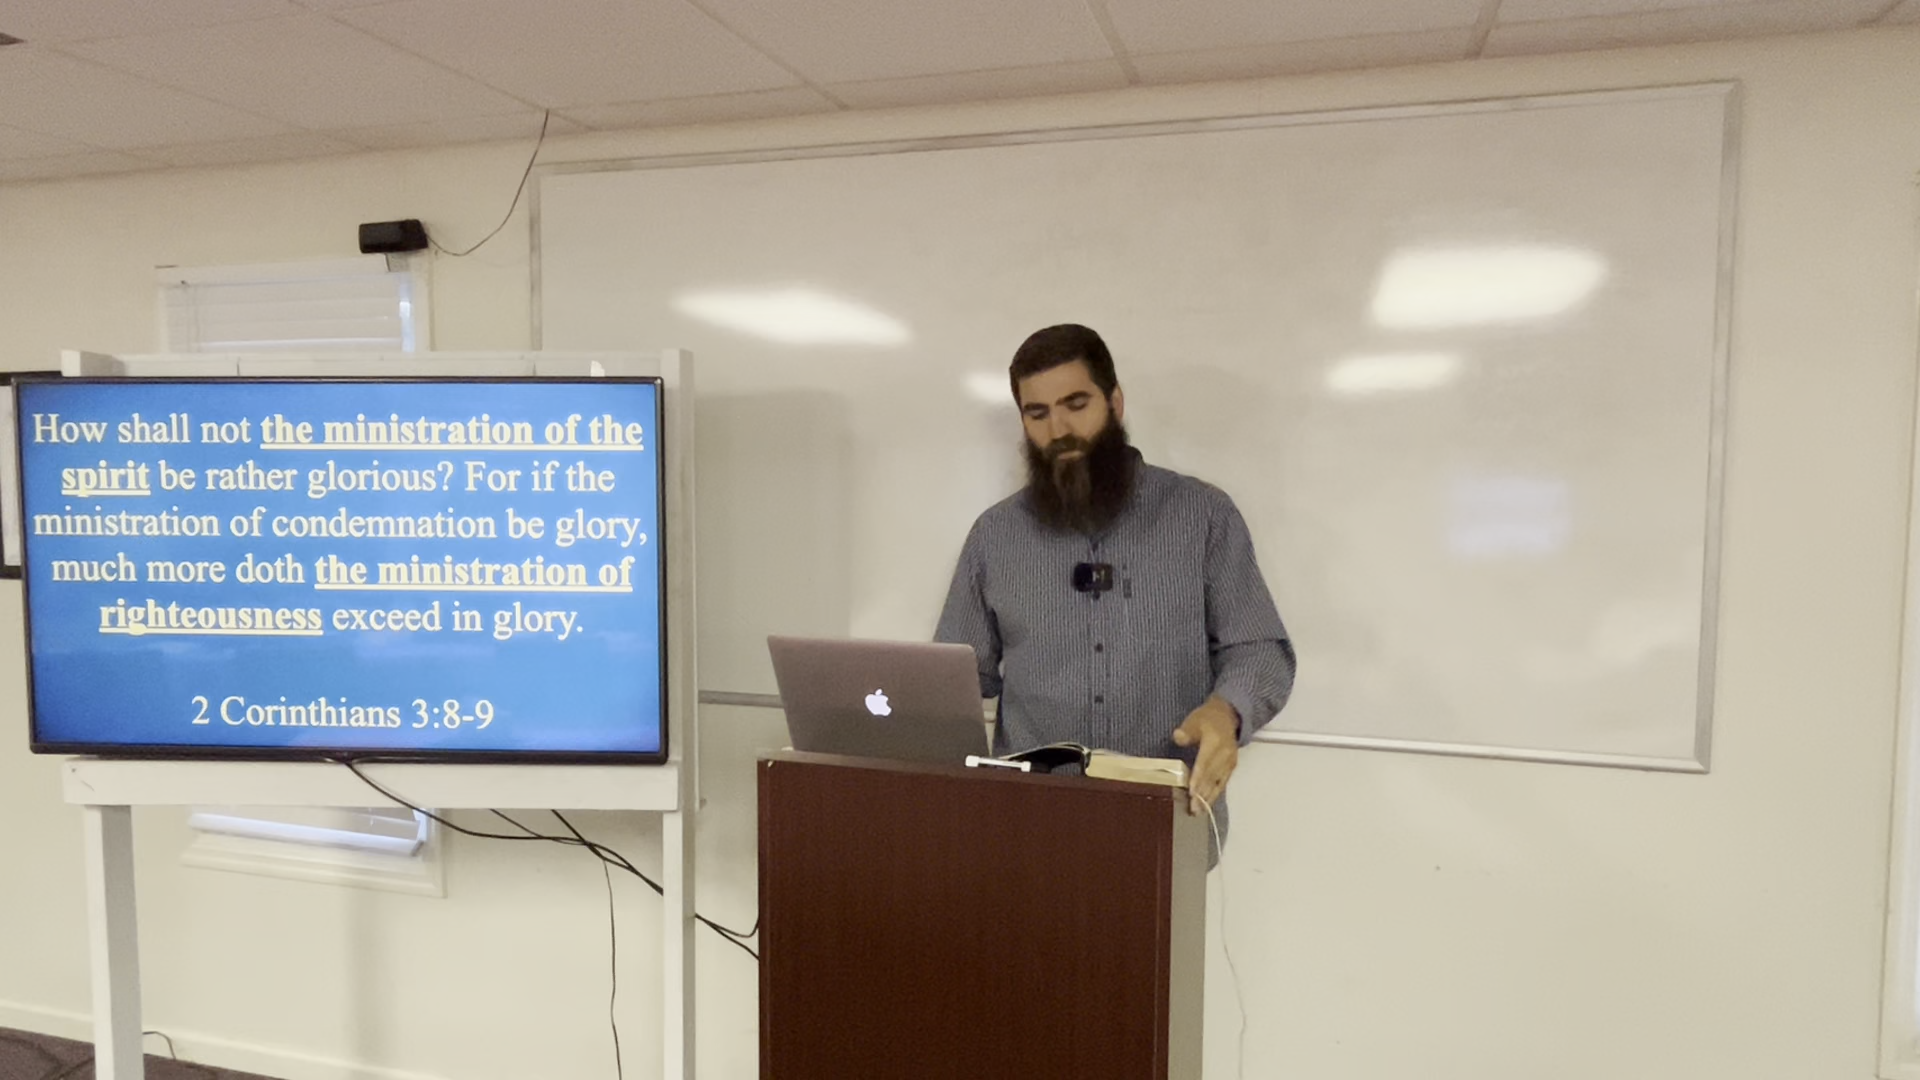 How shall not the ministration of the
spirit be rather glorious? For if the
ministration of condemnation be glory,
much more doth the ministration of
righteousness exceed in glory.
2 Corinthians 3:8-9